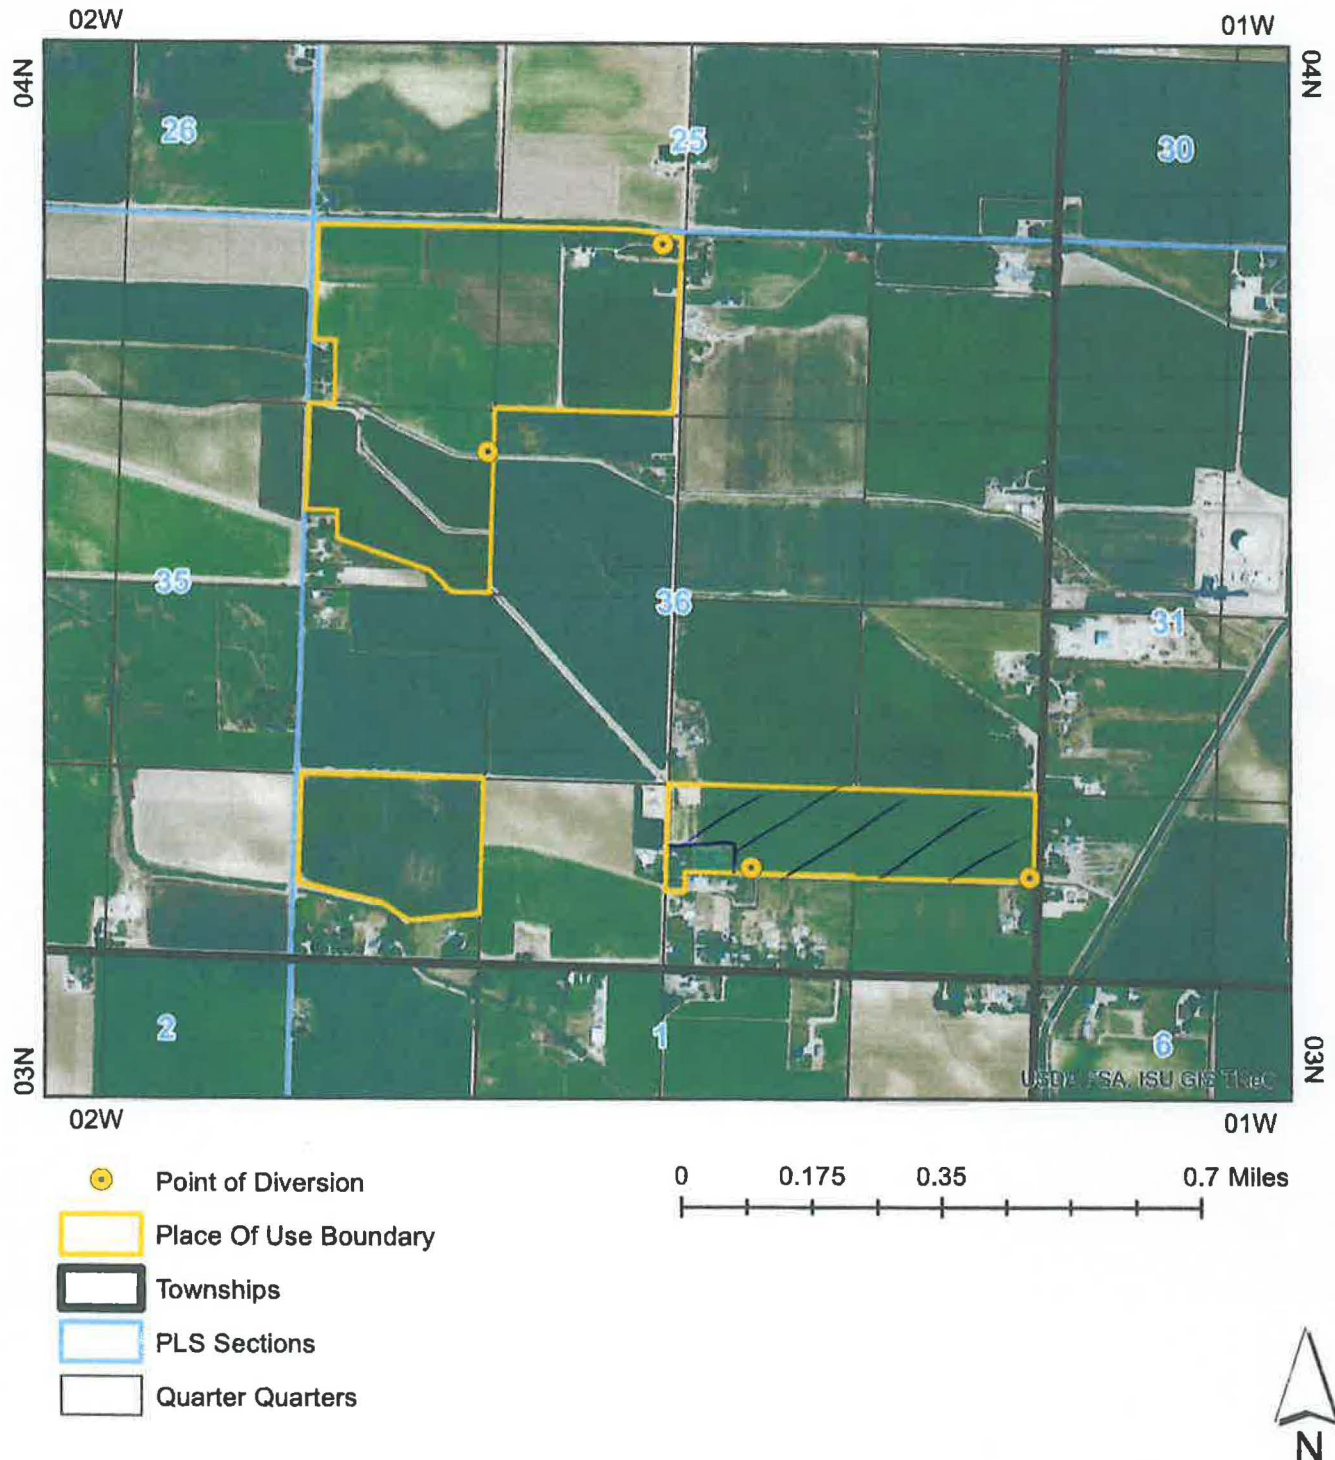 02W 01W
04N 04N
26 25 30
35 36 31
2 1 6
USDA FSA, ISU GIS TReC
03N 03N
02W 01W
Point of Diversion
Place Of Use Boundary
Townships
PLS Sections
Quarter Quarters
0 0.175 0.35 0.7 Miles
N